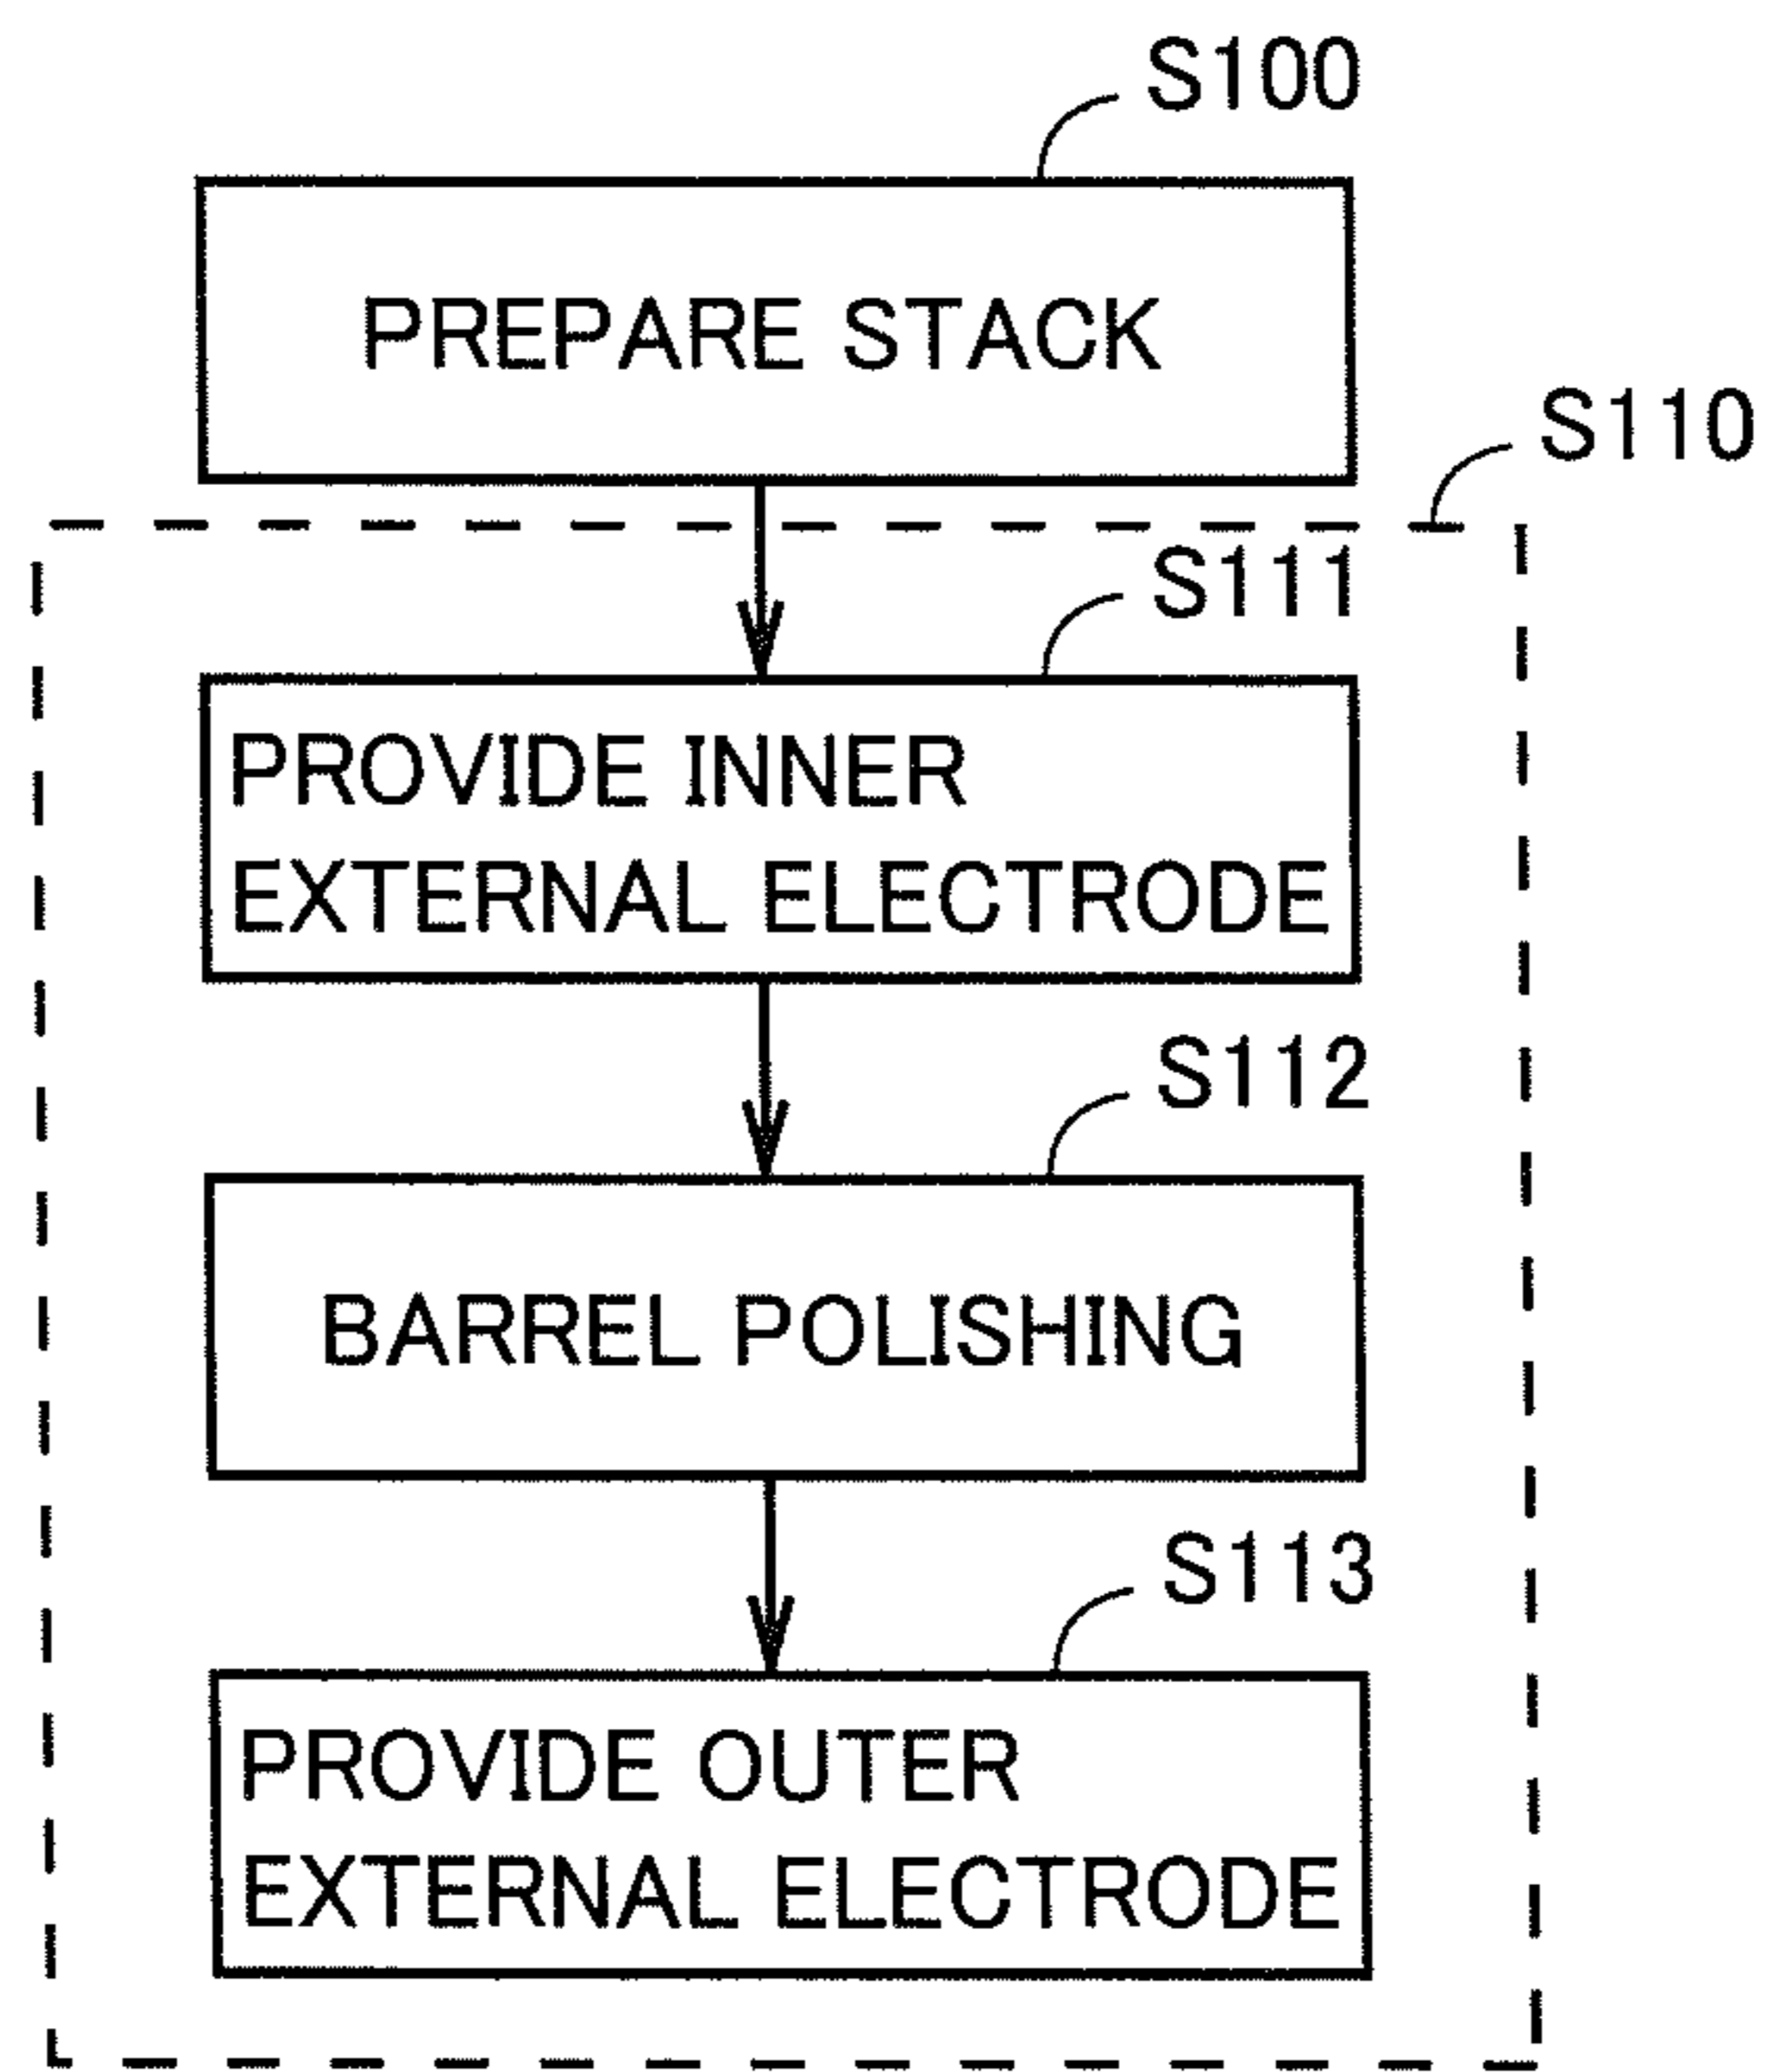 S100
PREPARE STACK
S110
S111
PROVIDE INNER
EXTERNAL ELECTRODE
S112
BARREL POLISHING
S113
PROVIDE OUTER
EXTERNAL ELECTRODE